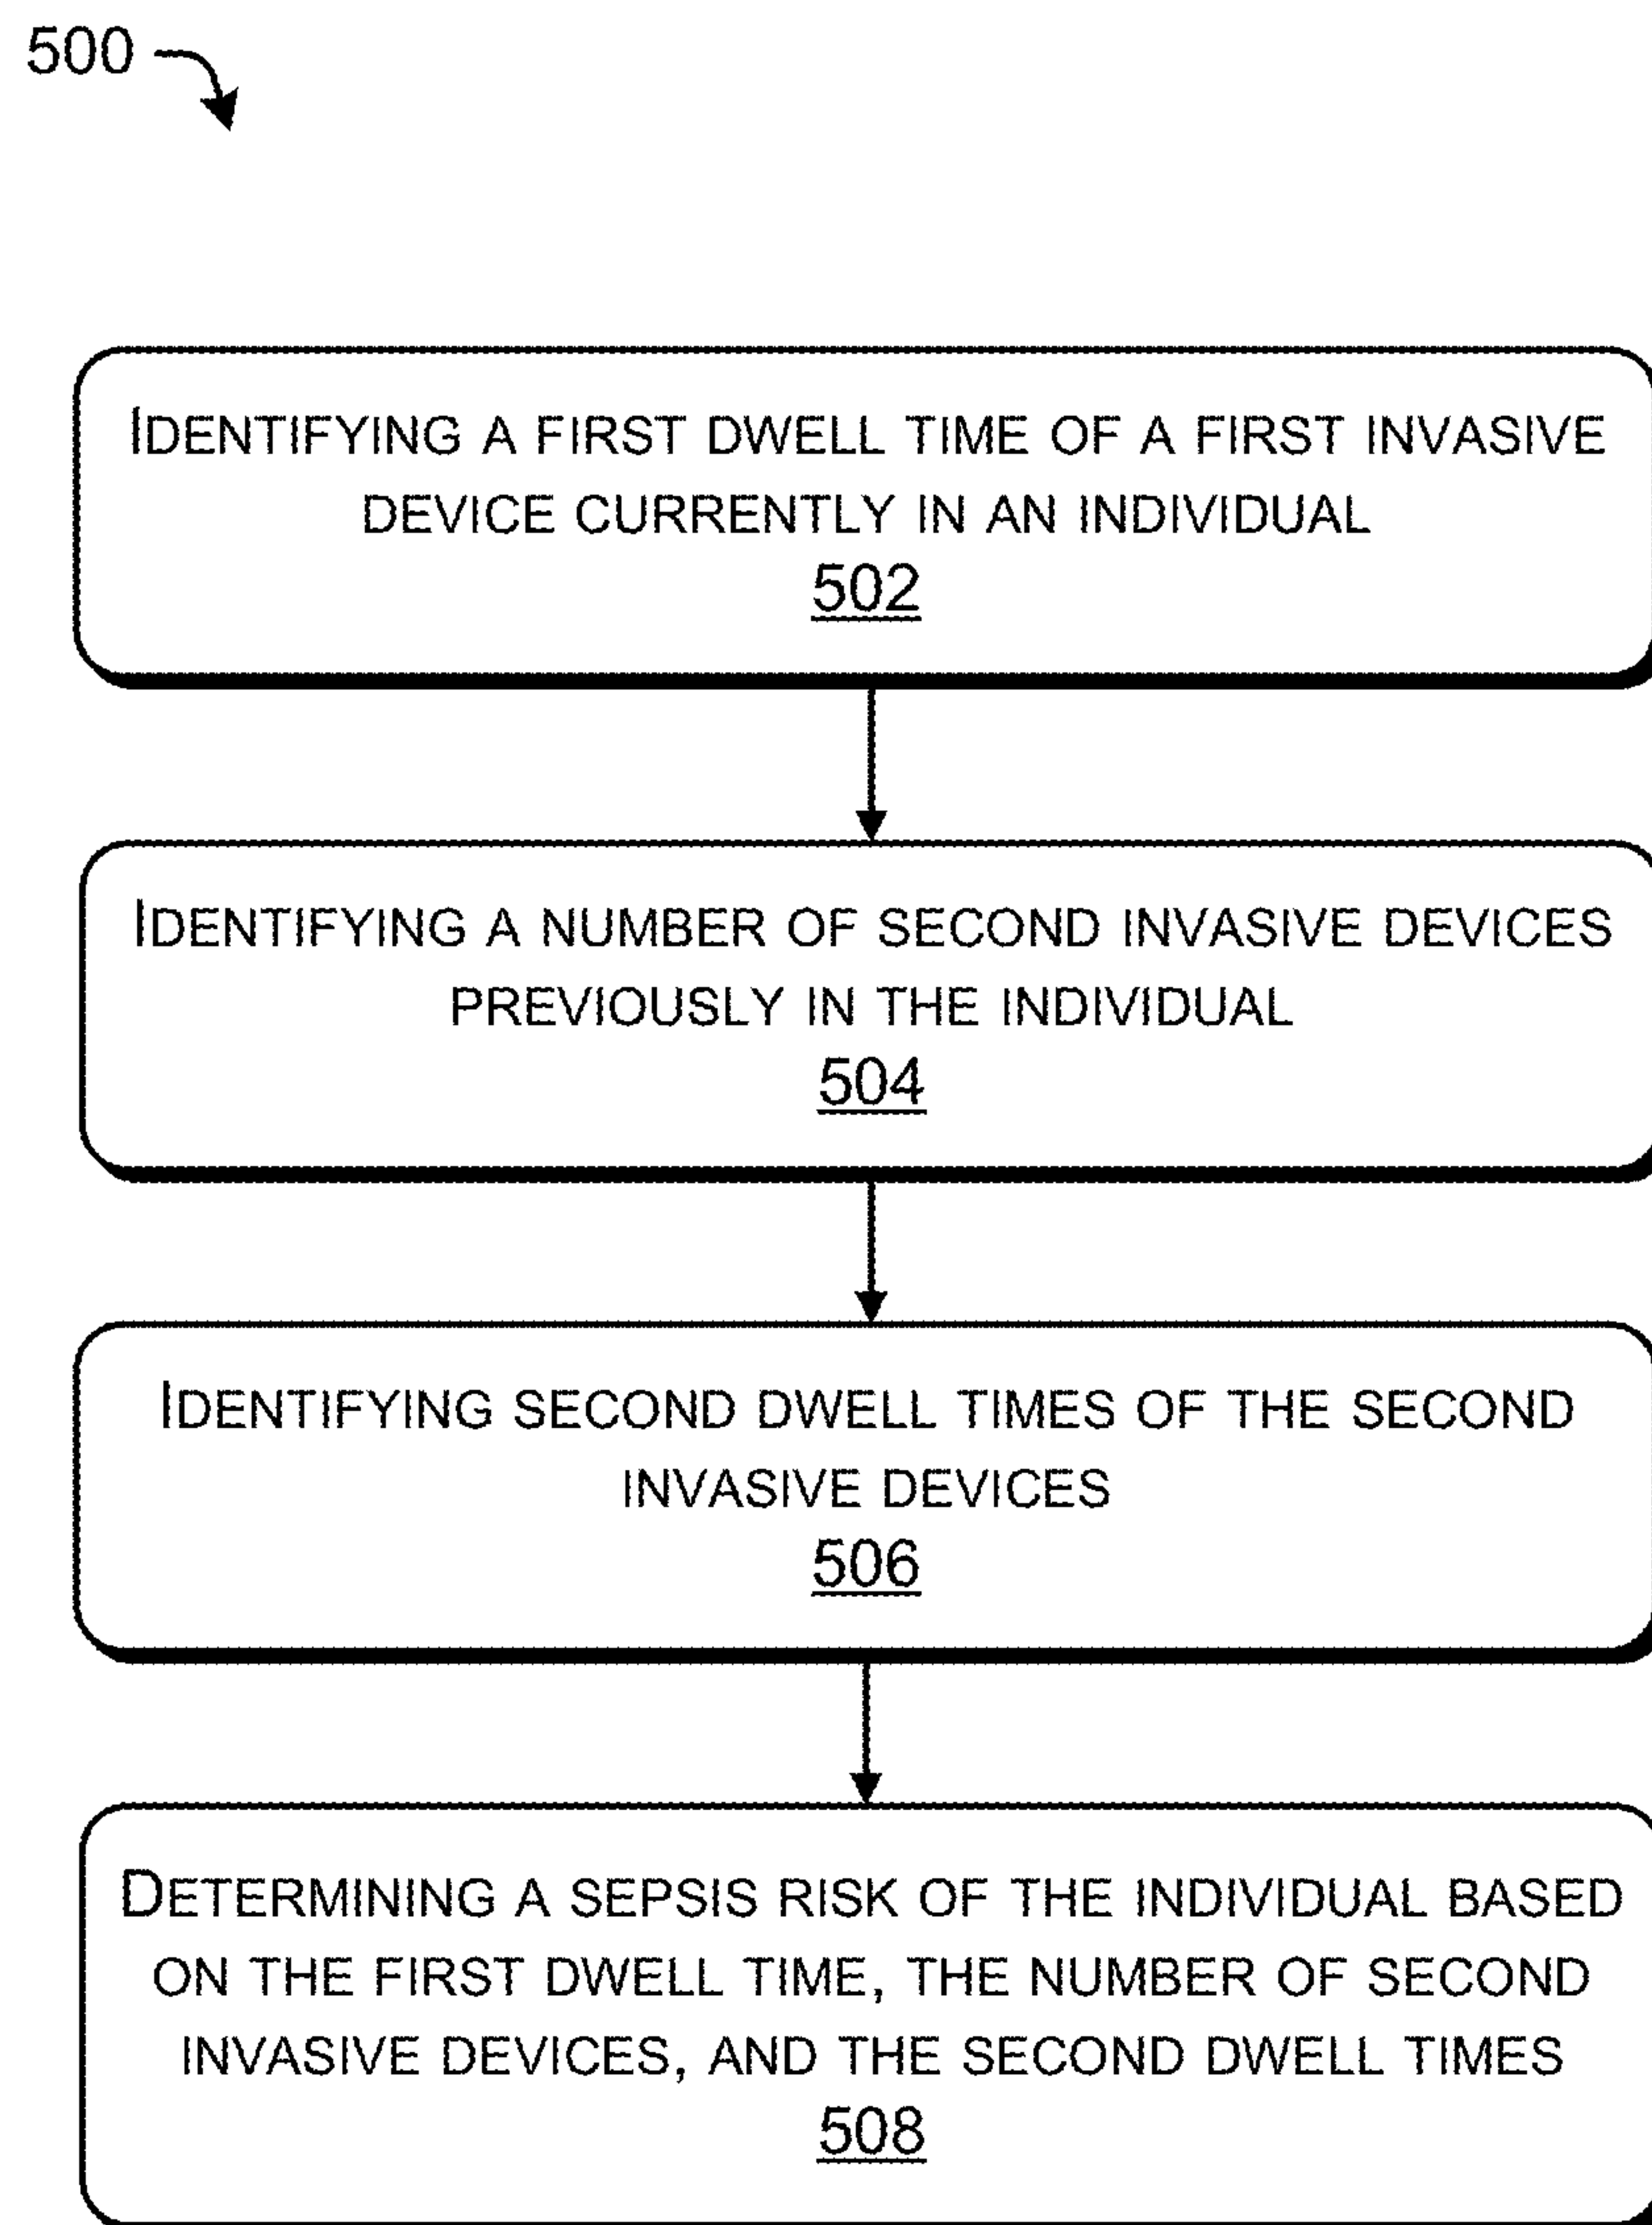 500
IDENTIFYING A FIRST DWELL TIME OF A FIRST INVASIVE
DEVICE CURRENTLY IN AN INDIVIDUAL
502
IDENTIFYING A NUMBER OF SECOND INVASIVE DEVICES
PREVIOUSLY IN THE INDIVIDUAL
504
IDENTIFYING SECOND DWELL TIMES OF THE SECOND
INVASIVE DEVICES
506
DETERMINING A SEPSIS RISK OF THE INDIVIDUAL BASED
ON THE FIRST DWELL TIME, THE NUMBER OF SECOND
INVASIVE DEVICES, AND THE SECOND DWELL TIMES
508